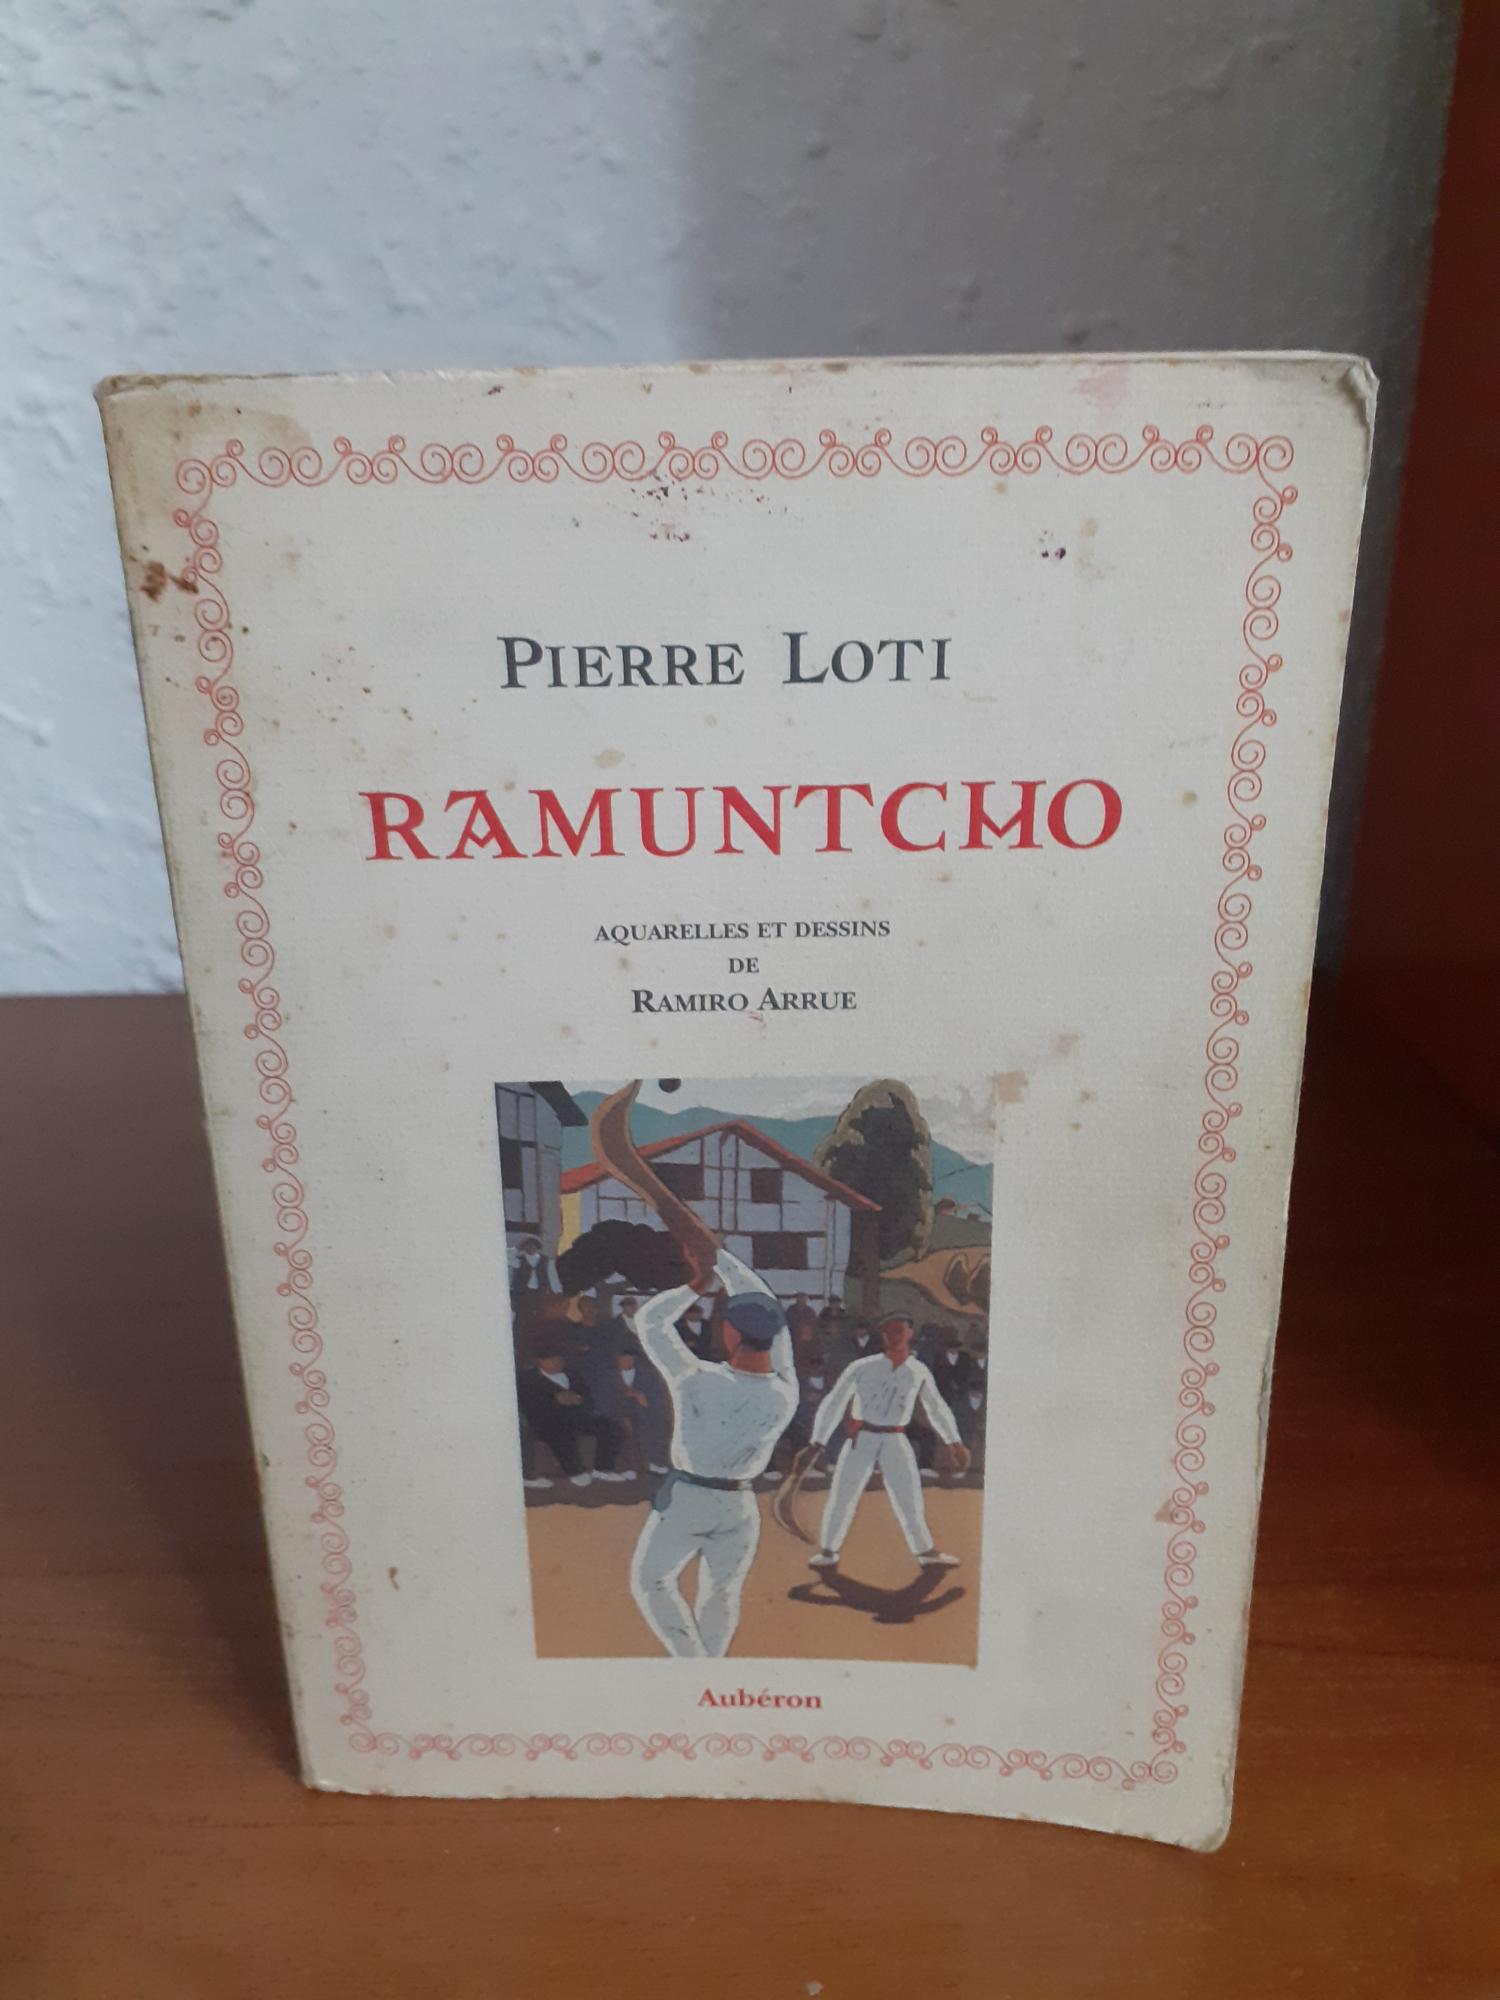 PIERRE LOTI
RAMUNTCHO
AQUARELLES ET DESSINS
DE
RAMIRO ARRUE
Aubéron